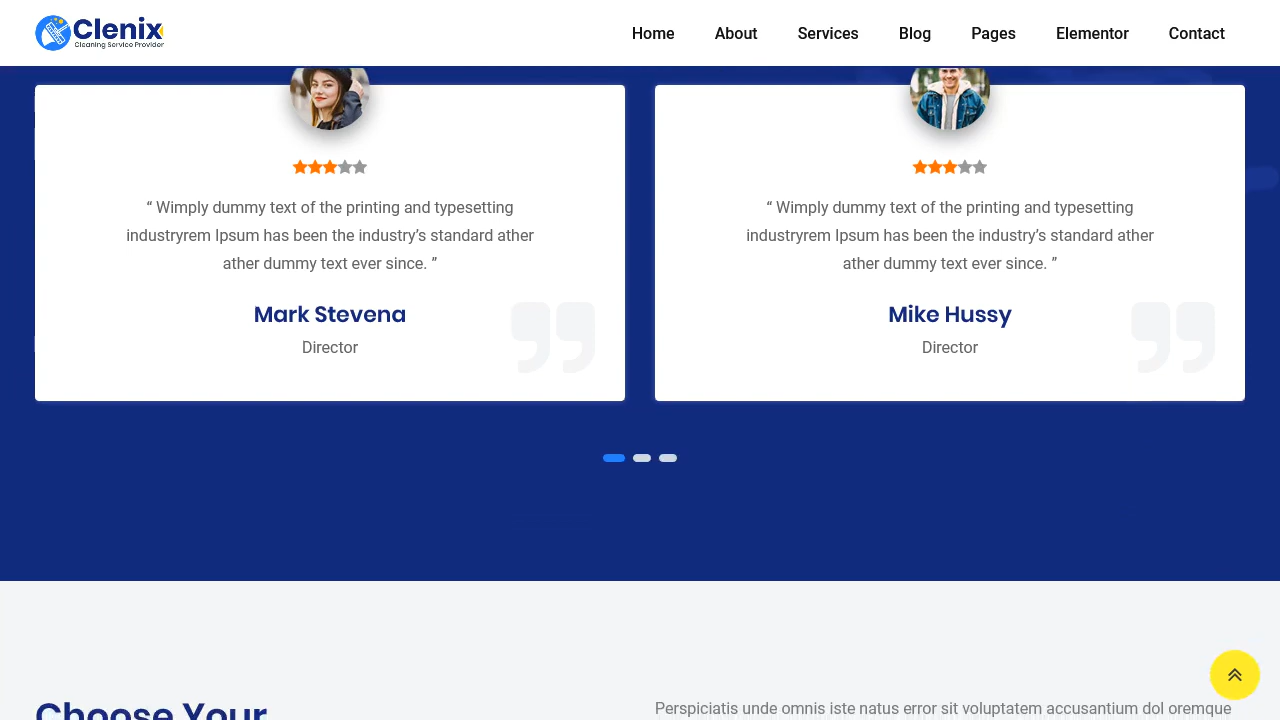 Clenix
Cleaning Service Provider
Home
About
Services
Blog
Pages
Elementor
Contact
“ Wimply dummy text of the printing and typesetting
industryrem Ipsum has been the industry’s standard ather
ather dummy text ever since. ”
Mark Stevena
Director
“ Wimply dummy text of the printing and typesetting
industryrem Ipsum has been the industry’s standard ather
ather dummy text ever since. ”
Mike Hussy
Director
Choose Your
Perspiciatis unde omnis iste natus error sit voluptatem accusantium dol oremque